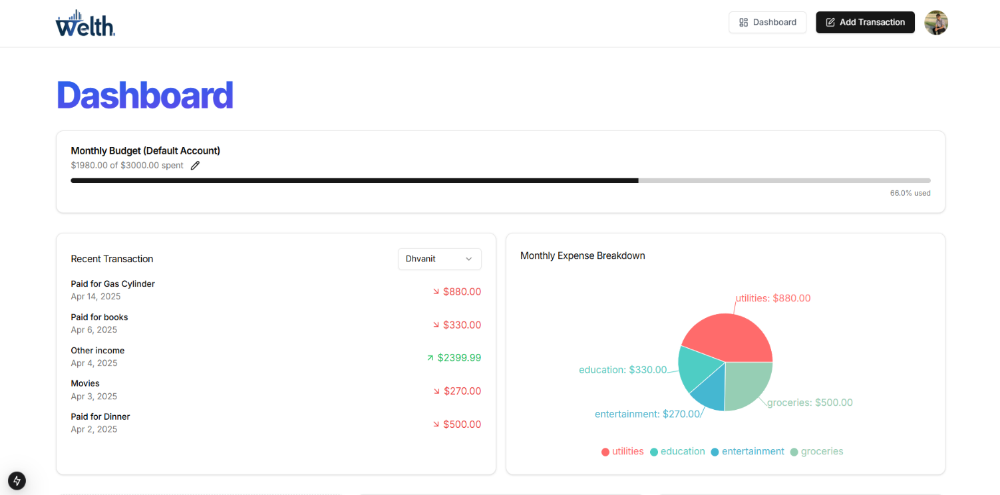 Welth.
Dashboard
Add Transaction
Dashboard
Monthly Budget (Default Account)
$1980.00 of $3000.00 spent
66.0% used
Recent Transaction
Dhvanit
Paid for Gas Cylinder
Apr 14, 2025
$880.00
Paid for books
Apr 6, 2025
$330.00
Other income
Apr 4, 2025
$2399.99
Movies
Apr 3, 2025
$270.00
Paid for Dinner
Apr 2, 2025
$500.00
Monthly Expense Breakdown
utilities: $880.00
education: $330.00
groceries: $500.00
entertainment: $270.00
utilities education entertainment groceries